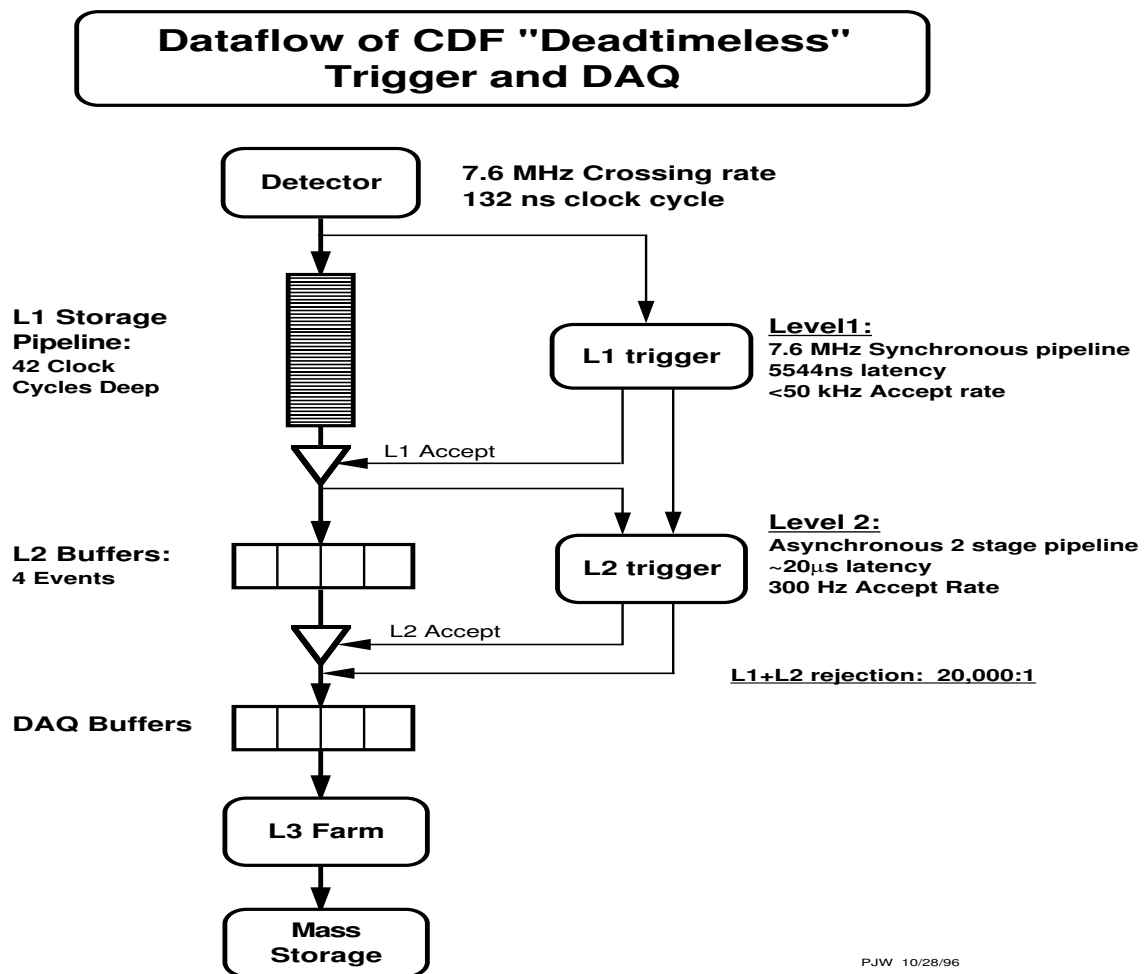 Dataflow of CDF "Deadtimeless"
Trigger and DAQ
Detector
7.6 MHz Crossing rate
132 ns clock cycle
L1 Storage
Pipeline:
42 Clock
Cycles Deep
L1 trigger
Level1:
7.6 MHz Synchronous pipeline
5544ns latency
<50 kHz Accept rate
L1 Accept
L2 Buffers:
4 Events
L2 trigger
Level 2:
Asynchronous 2 stage pipeline
~20μs latency
300 Hz Accept Rate
L2 Accept
L1+L2 rejection: 20,000:1
DAQ Buffers
L3 Farm
Mass
Storage
PJW 10/28/96